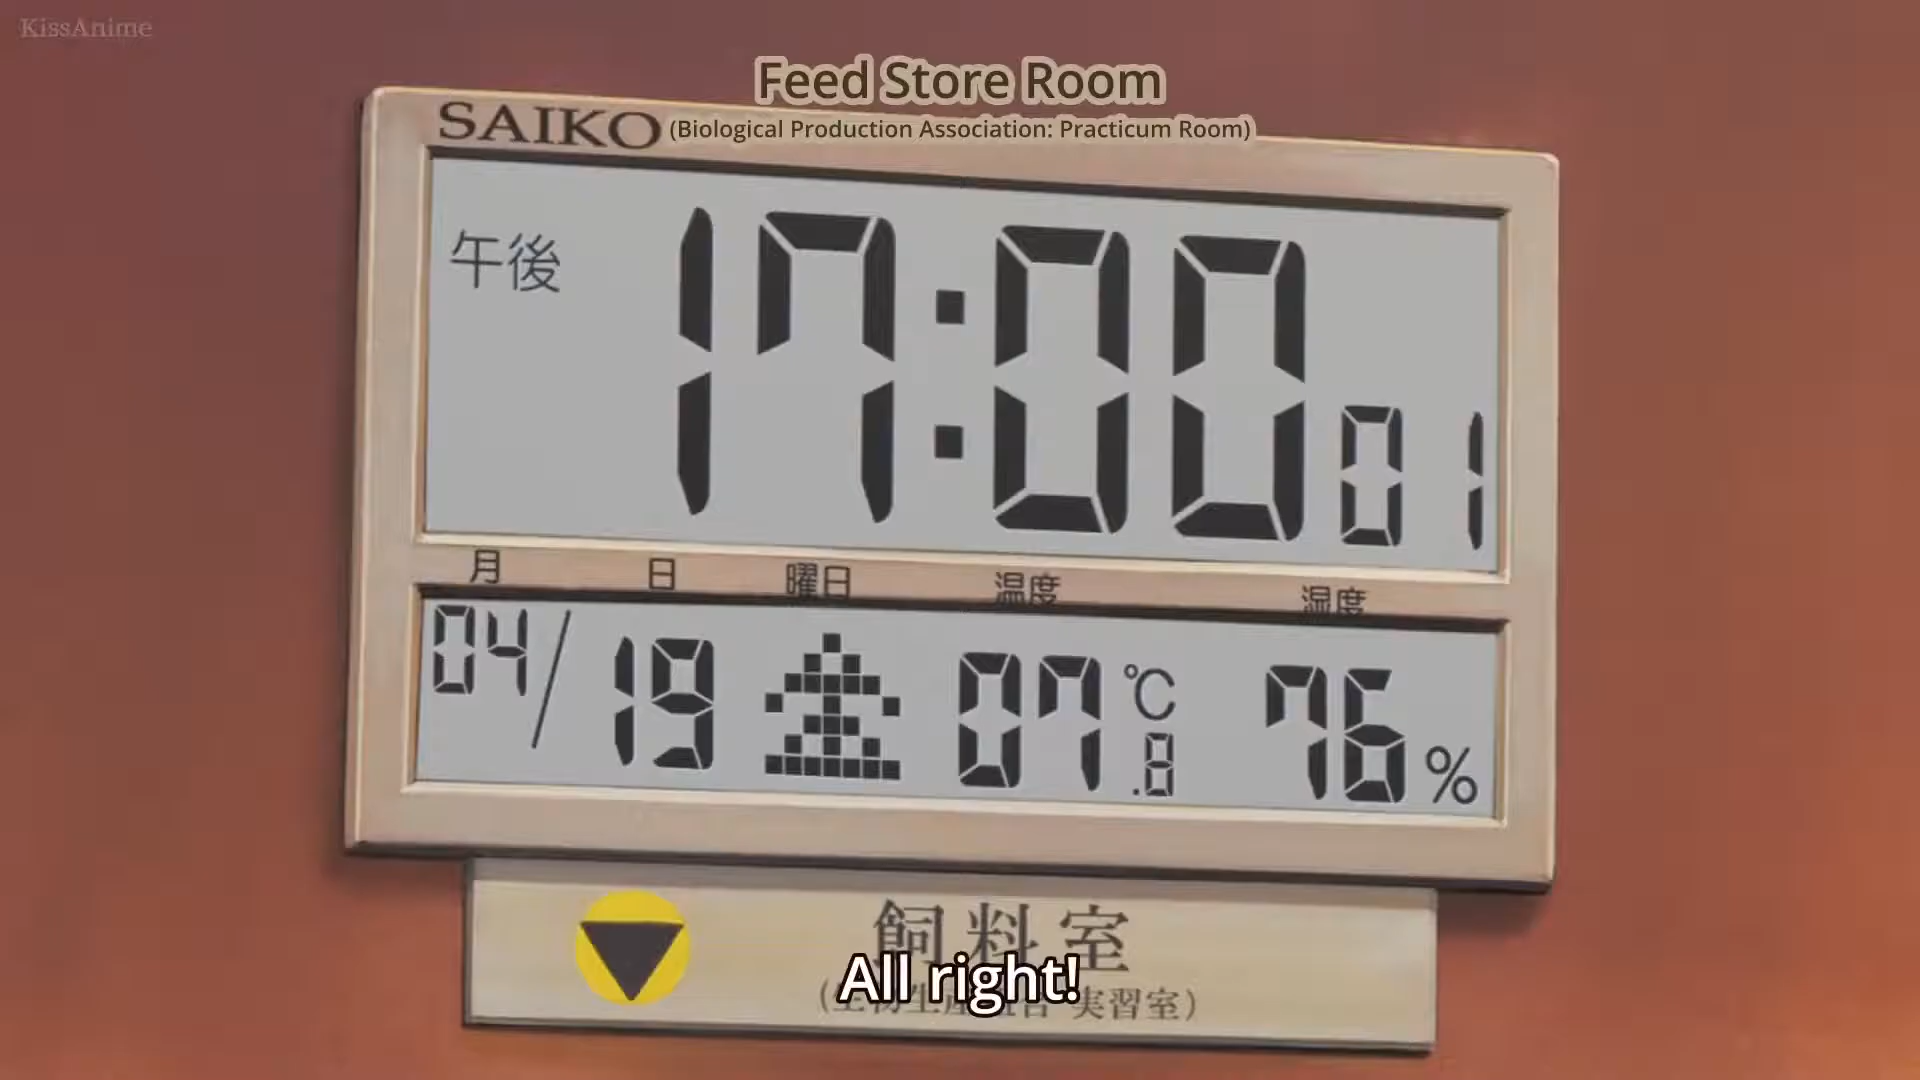 KissAnime
Feed Store Room
SAIKO
(Biological Production Association: Practicum Room)
午後
17:00 01
月 日 曜日 温度 湿度
04/19 土 07.8℃ 76%
飼料室
All right!
実習室)